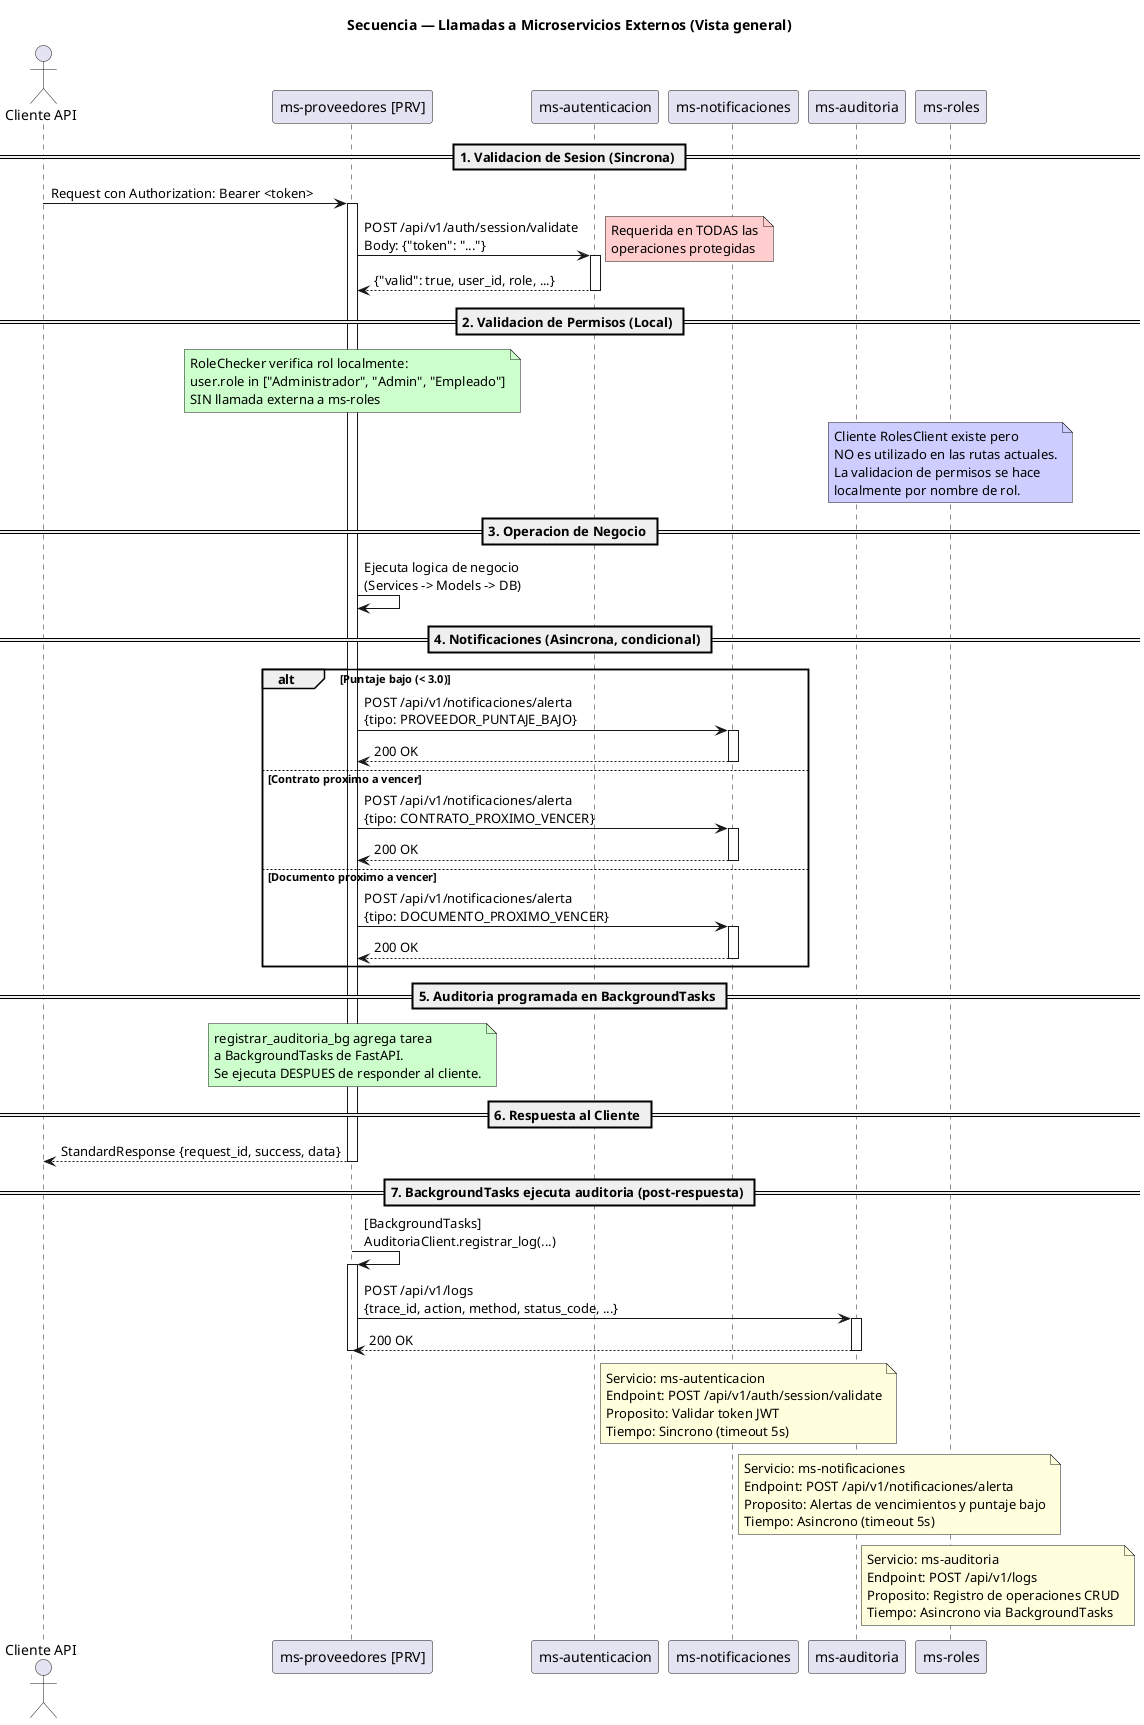 Secuencia — Llamadas a Microservicios Externos (Vista general)
Cliente API
ms-proveedores [PRV]
ms-autenticacion
ms-notificaciones
ms-auditoria
ms-roles
1. Validacion de Sesion (Sincrona)
Request con Authorization: Bearer <token>
POST /api/v1/auth/session/validate
Body: {"token": "..."}
Requerida en TODAS las
operaciones protegidas
{"valid": true, user_id, role, ...}
2. Validacion de Permisos (Local)
RoleChecker verifica rol localmente:
user.role in ["Administrador", "Admin", "Empleado"]
SIN llamada externa a ms-roles
Cliente RolesClient existe pero
NO es utilizado en las rutas actuales.
La validacion de permisos se hace
localmente por nombre de rol.
3. Operacion de Negocio
Ejecuta logica de negocio
(Services -> Models -> DB)
4. Notificaciones (Asincrona, condicional)
alt
[Puntaje bajo (< 3.0)]
POST /api/v1/notificaciones/alerta
{tipo: PROVEEDOR_PUNTAJE_BAJO}
200 OK
[Contrato proximo a vencer]
POST /api/v1/notificaciones/alerta
{tipo: CONTRATO_PROXIMO_VENCER}
200 OK
[Documento proximo a vencer]
POST /api/v1/notificaciones/alerta
{tipo: DOCUMENTO_PROXIMO_VENCER}
200 OK
5. Auditoria programada en BackgroundTasks
registrar_auditoria_bg agrega tarea
a BackgroundTasks de FastAPI.
Se ejecuta DESPUES de responder al cliente.
6. Respuesta al Cliente
StandardResponse {request_id, success, data}
7. BackgroundTasks ejecuta auditoria (post-respuesta)
[BackgroundTasks]
AuditoriaClient.registrar_log(...)
POST /api/v1/logs
{trace_id, action, method, status_code, ...}
200 OK
Servicio: ms-autenticacion
Endpoint: POST /api/v1/auth/session/validate
Proposito: Validar token JWT
Tiempo: Sincrono (timeout 5s)
Servicio: ms-notificaciones
Endpoint: POST /api/v1/notificaciones/alerta
Proposito: Alertas de vencimientos y puntaje bajo
Tiempo: Asincrono (timeout 5s)
Servicio: ms-auditoria
Endpoint: POST /api/v1/logs
Proposito: Registro de operaciones CRUD
Tiempo: Asincrono via BackgroundTasks
Cliente API
ms-proveedores [PRV]
ms-autenticacion
ms-notificaciones
ms-auditoria
ms-roles